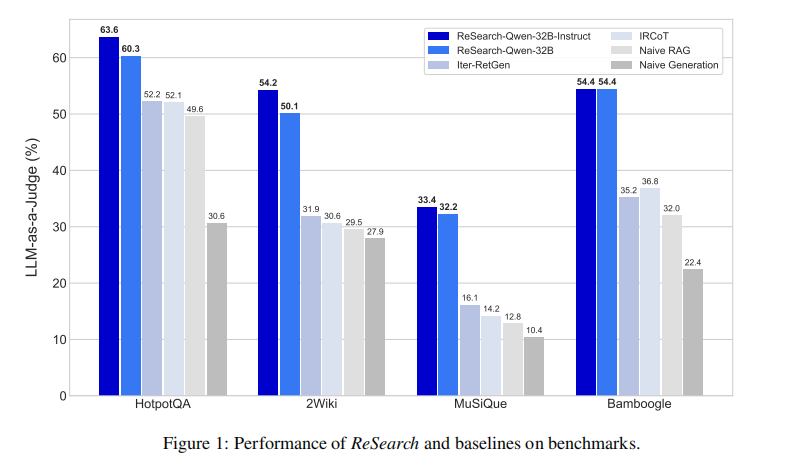 63.6
60.3
52.2
52.1
49.6
30.6
54.2
50.1
31.9
30.6
29.5
27.9
33.4
32.2
16.1
14.2
12.8
10.4
54.4
54.4
35.2
36.8
32.0
22.4
ReSearch-Qwen-32B-Instruct
ReSearch-Qwen-32B
Iter-RetGen
IRCoT
Naive RAG
Naive Generation
LLM-as-a-Judge (%)
60
50
40
30
20
10
0
HotpotQA
2Wiki
MuSiQue
Bamboogle
Figure 1: Performance of ReSearch and baselines on benchmarks.